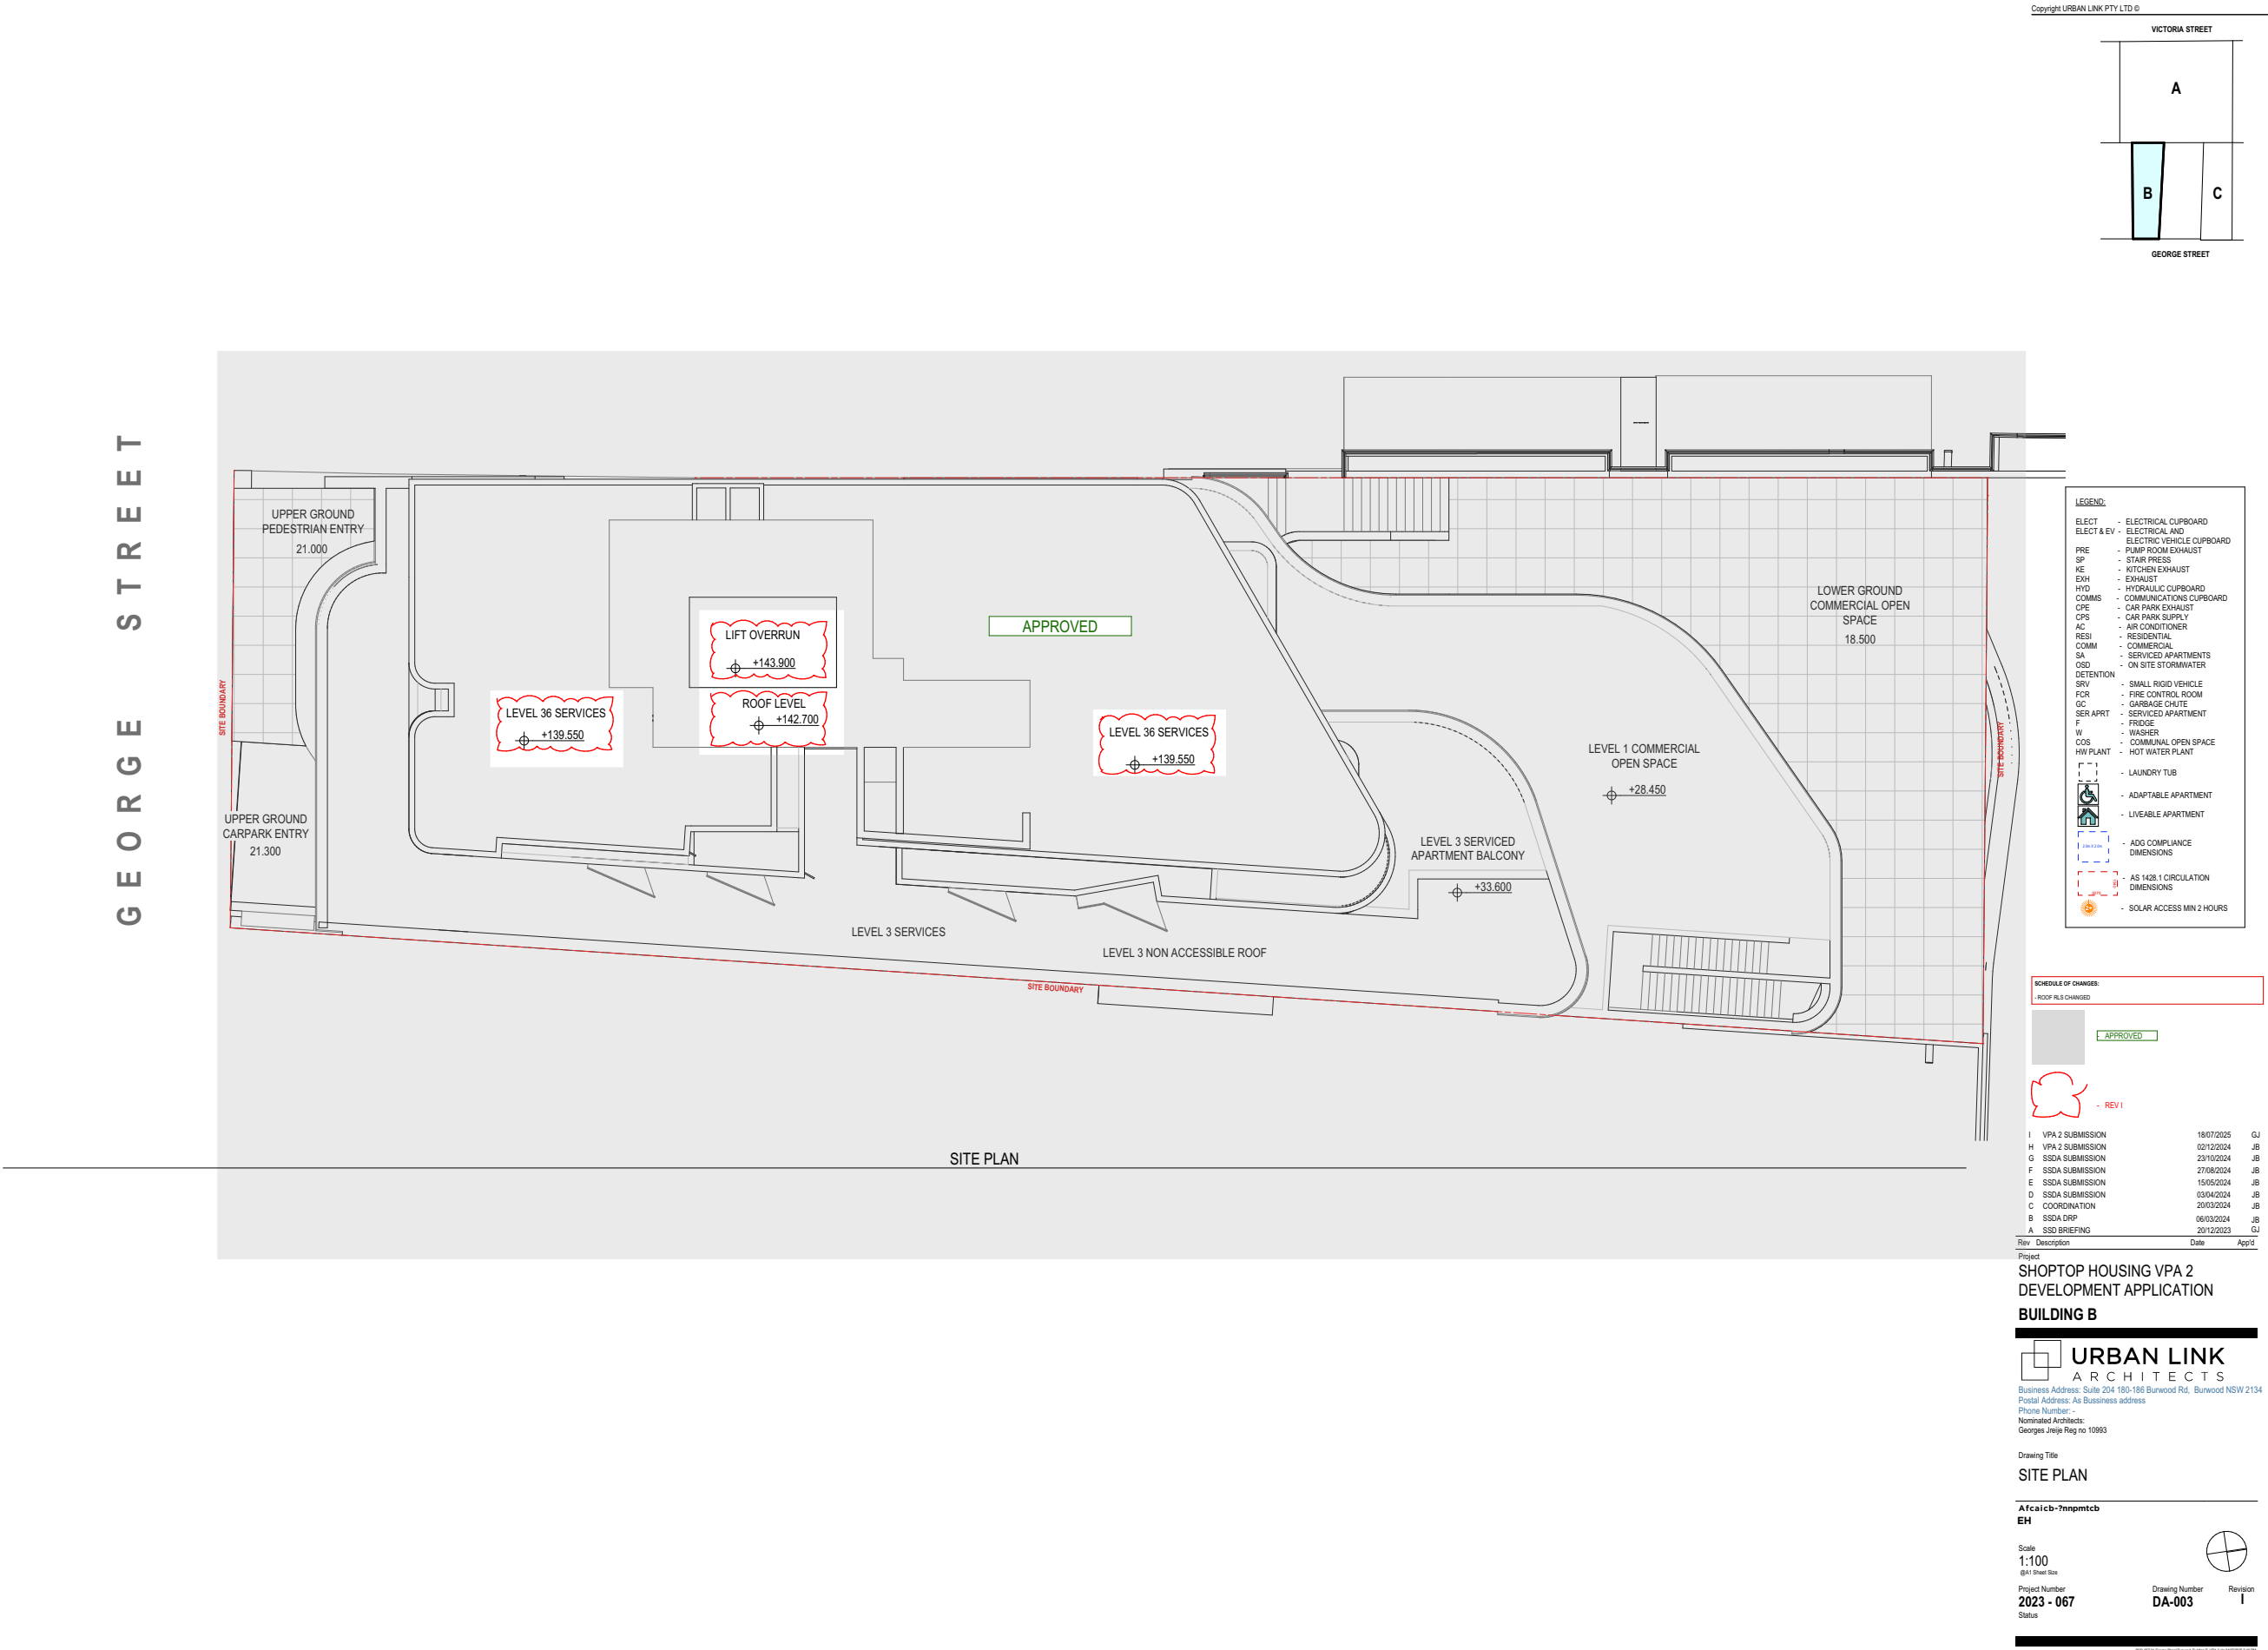 Copyright URBAN LINK PTY LTD ©
VICTORIA STREET
A
B
C
GEORGE STREET
GEORGE STREET
UPPER GROUND
PEDESTRIAN ENTRY
21.000
SITE BOUNDARY
UPPER GROUND
CARPARK ENTRY
21.300
LEVEL 36 SERVICES
+139.550
LIFT OVERRUN
+143.900
ROOF LEVEL
+142.700
APPROVED
LEVEL 36 SERVICES
+139.550
LOWER GROUND
COMMERCIAL OPEN
SPACE
18.500
LEVEL 1 COMMERCIAL
OPEN SPACE
+28.450
LEVEL 3 SERVICED
APARTMENT BALCONY
+33.600
LEVEL 3 SERVICES
LEVEL 3 NON ACCESSIBLE ROOF
SITE BOUNDARY
SITE BOUNDARY
SITE PLAN
LEGEND:
ELECT - ELECTRICAL CUPBOARD
ELECT & EV - ELECTRICAL AND
ELECTRIC VEHICLE CUPBOARD
PRE - PUMP ROOM EXHAUST
SP - STAIR PRESS
KE - KITCHEN EXHAUST
EXH - EXHAUST
HYD - HYDRAULIC CUPBOARD
COMMS - COMMUNICATIONS CUPBOARD
CPE - CAR PARK EXHAUST
CPS - CAR PARK SUPPLY
AC - AIR CONDITIONER
RESI - RESIDENTIAL
COMM - COMMERCIAL
SA - SERVICED APARTMENTS
OSD - ON SITE STORMWATER
DETENTION
SRV - SMALL RIGID VEHICLE
FCR - FIRE CONTROL ROOM
GC - GARBAGE CHUTE
SER APRT - SERVICED APARTMENT
F - FRIDGE
W - WASHER
COS - COMMUNAL OPEN SPACE
HW PLANT - HOT WATER PLANT
- LAUNDRY TUB
- ADAPTABLE APARTMENT
- LIVEABLE APARTMENT
- ADG COMPLIANCE
DIMENSIONS
- AS 1428.1 CIRCULATION
DIMENSIONS
- SOLAR ACCESS MIN 2 HOURS
SCHEDULE OF CHANGES:
- ROOF RLS CHANGED
- APPROVED
- REV I
I VPA 2 SUBMISSION 18/07/2025 GJ
H VPA 2 SUBMISSION 02/12/2024 JB
G SSDA SUBMISSION 23/10/2024 JB
F SSDA SUBMISSION 27/08/2024 JB
E SSDA SUBMISSION 15/05/2024 JB
D SSDA SUBMISSION 03/04/2024 JB
C COORDINATION 20/03/2024 JB
B SSDA DRP 06/03/2024 JB
A SSD BRIEFING 20/12/2023 GJ
Rev Description Date App'd
Project
SHOPTOP HOUSING VPA 2
DEVELOPMENT APPLICATION
BUILDING B
URBAN LINK
ARCHITECTS
Business Address: Suite 204 180-186 Burwood Rd, Burwood NSW 2134
Postal Address: As Bussiness address
Phone Number: -
Nominated Architects:
Georges Jreije Reg no 10993
Drawing Title
SITE PLAN
Afcaicb-?nnpmtcb
EH
Scale
1:100
@A1 Sheet Size
Project Number Drawing Number Revision
2023 - 067 DA-003 I
Status